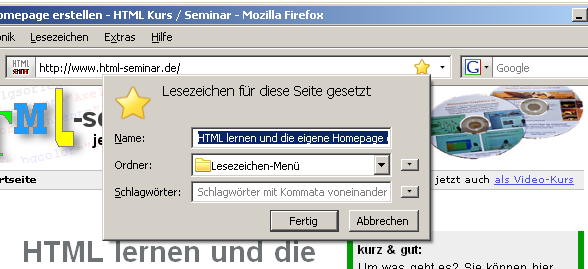 omepage erstellen - HTML Kurs / Seminar - Mozilla Firefox
onik Lesezeichen Extras Hilfe
HTML http://www.html-seminar.de/ G Google
Lesezeichen für diese Seite gesetzt
TML-se
je
Name: HTML lernen und die eigene Homepage e
Ordner: Lesezeichen-Menü
rtseite jetzt auch als Video-Kurs
Schlagwörter: Schlagwörter mit Kommata voneinander
Fertig Abbrechen
HTML lernen und die
kurz & gut:
Um was geht es? Sie können hier